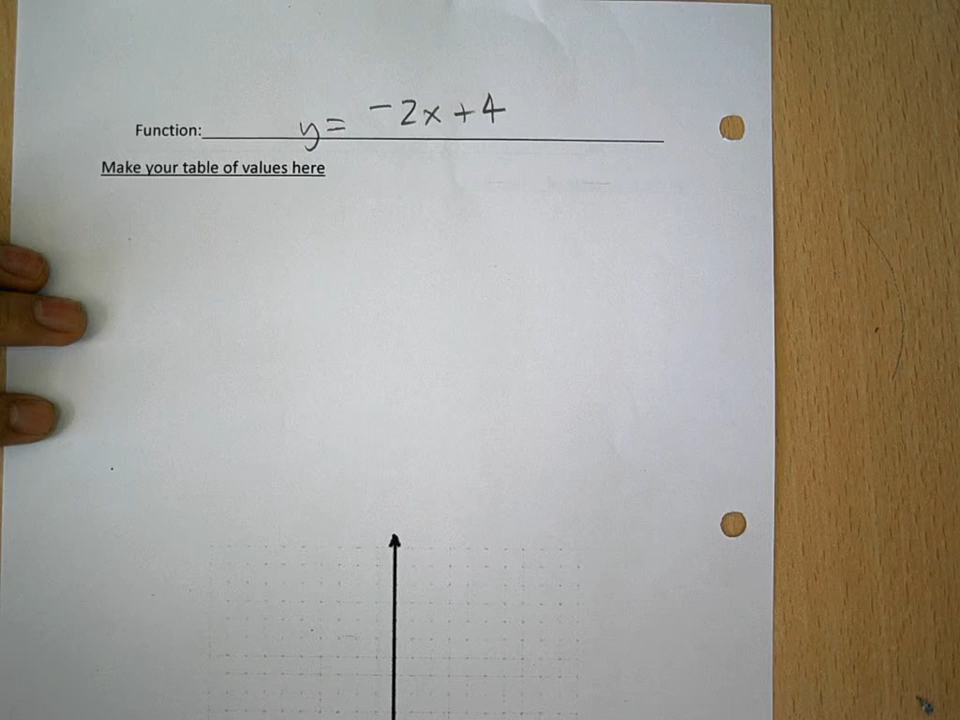 Function: y = -2x+4
Make your table of values here